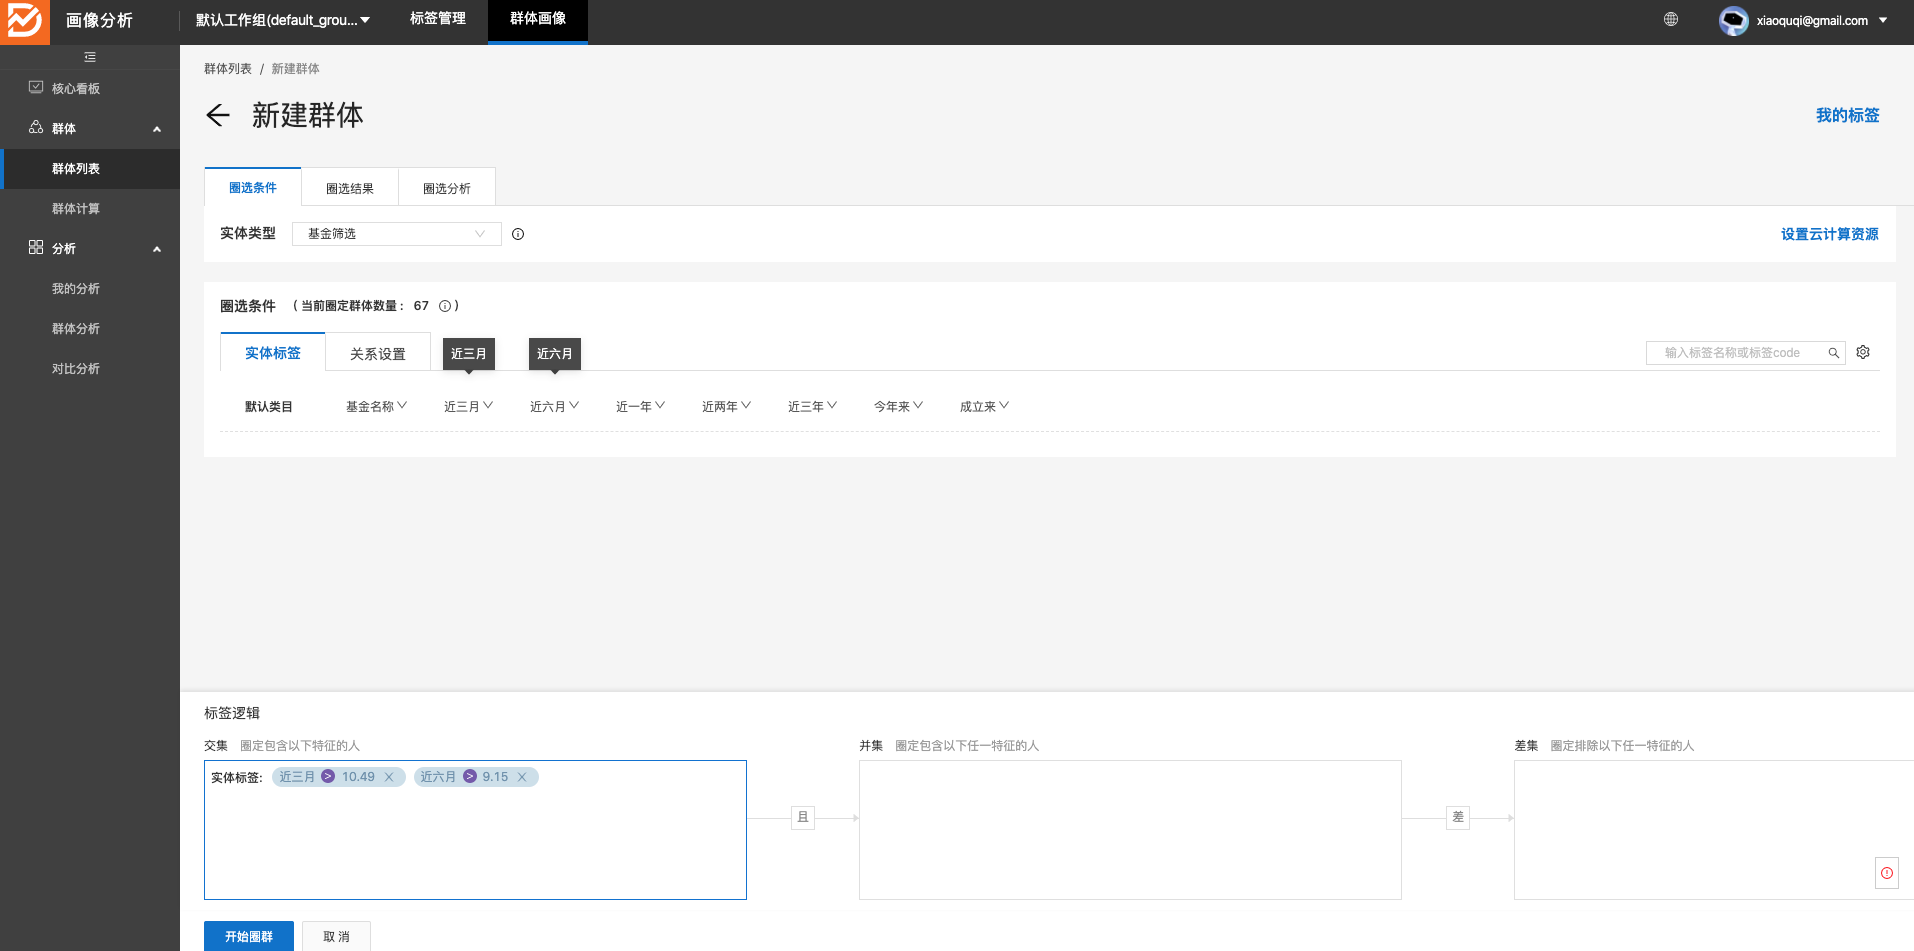 画像分析
默认工作组(default_grou...
标签管理
群体画像
xiaoquqi@gmail.com
核心看板
群体
群体列表
群体计算
分析
我的分析
群体分析
对比分析
群体列表 / 新建群体
新建群体
我的标签
圈选条件
圈选结果
圈选分析
实体类型
基金筛选
设置云计算资源
圈选条件 （当前圈定群体数量： 67 ）
实体标签
关系设置
近三月
近六月
输入标签名称或标签code
默认类目
基金名称
近三月
近六月
近一年
近两年
近三年
今年来
成立来
标签逻辑
交集 圈定包含以下特征的人
并集 圈定包含以下任一特征的人
差集 圈定排除以下任一特征的人
实体标签: 近三月 > 10.49 近六月 > 9.15
且
差
开始圈群
取 消